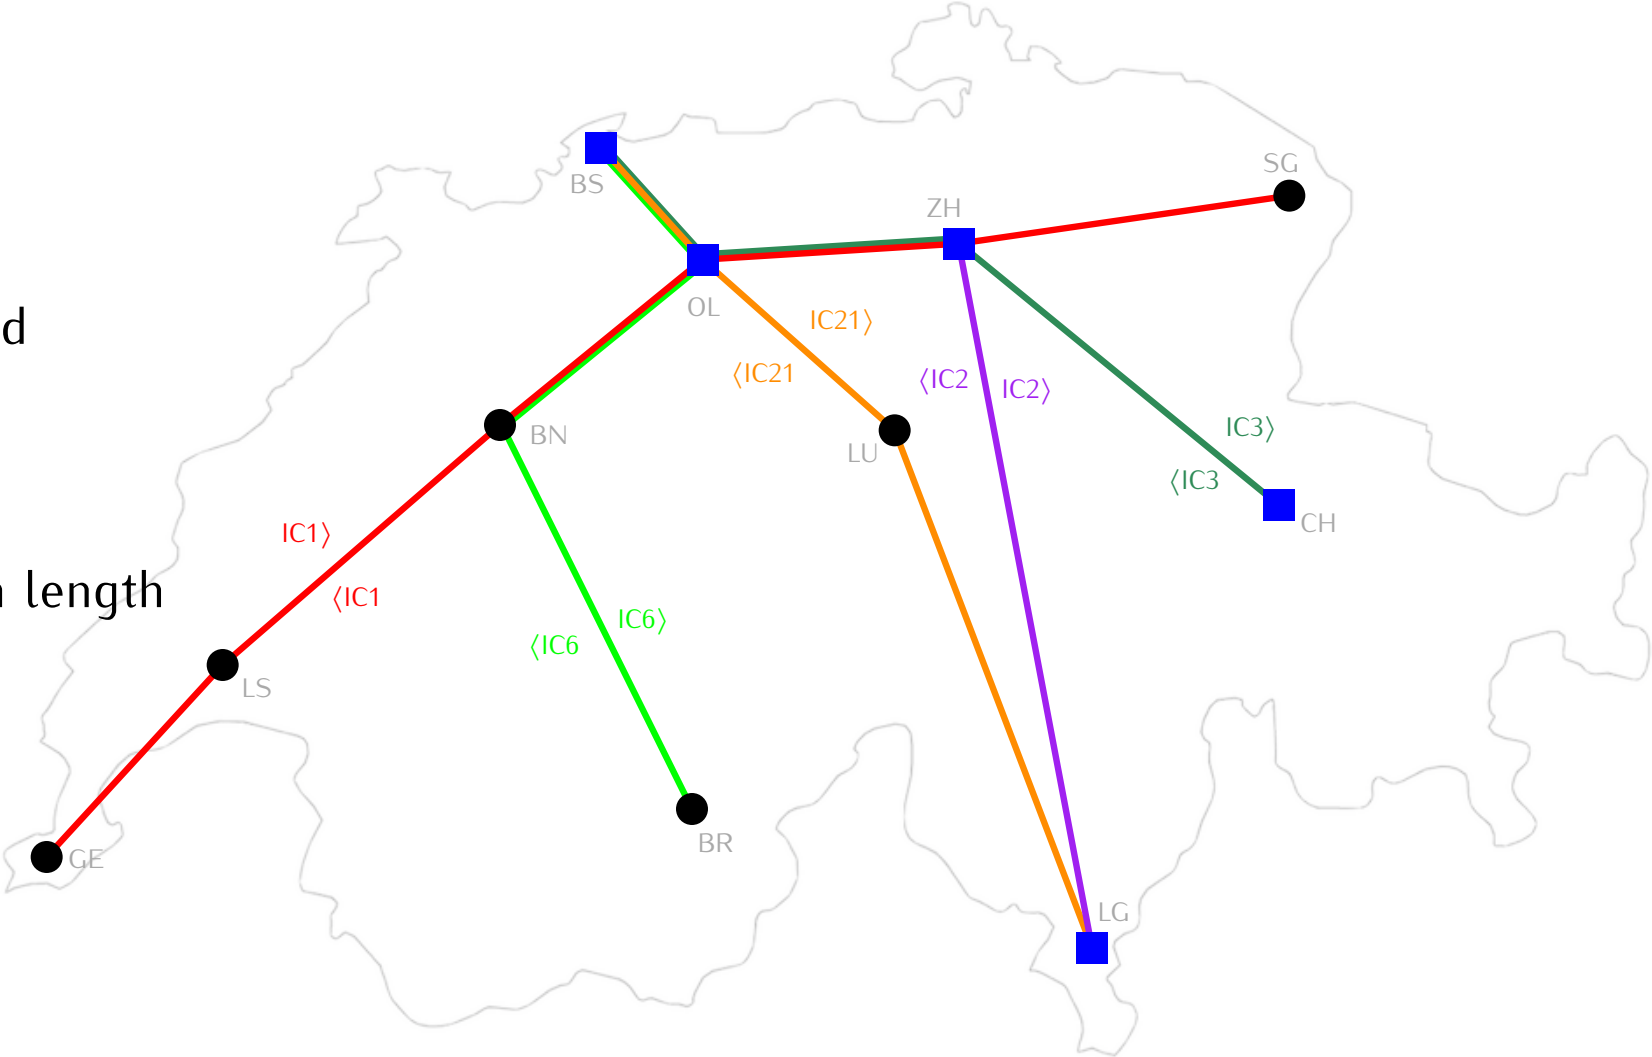 SG
BS
ZH
OL
IC21⟩
d
⟨IC21
⟨IC2
IC2⟩
IC3⟩
BN
LU
⟨IC3
CH
IC1⟩
length
⟨IC1
IC6⟩
⟨IC6
LS
BR
GE
LG